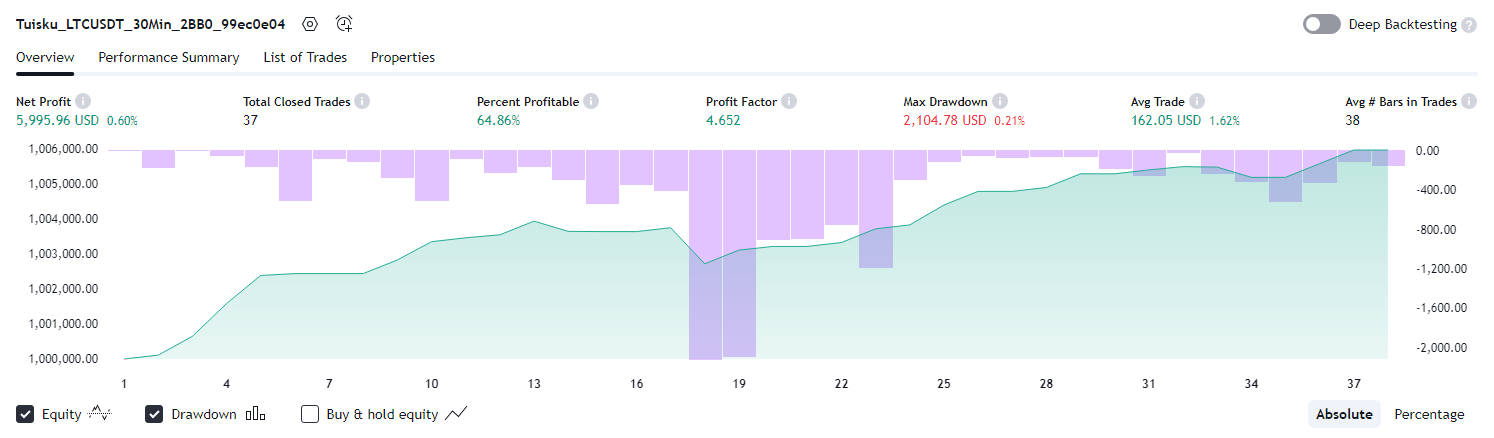 Tuisku_LTCUSDT_30Min_2BB0_99ec0e04 Deep Backtesting ?
Overview Performance Summary List of Trades Properties
Net Profit i Total Closed Trades i Percent Profitable i Profit Factor i Max Drawdown i Avg Trade i Avg # Bars in Trades i
5,995.96 USD 0.60% 37 64.86% 4.652 2,104.78 USD 0.21% 162.05 USD 1.62% 38
1,006,000.00 0.00
1,005,000.00 -400.00
1,004,000.00 -800.00
1,003,000.00 -1,200.00
1,002,000.00 -1,600.00
1,001,000.00 -2,000.00
1,000,000.00
1 4 7 10 13 16 19 22 25 28 31 34 37
Equity Drawdown Buy & hold equity Absolute Percentage